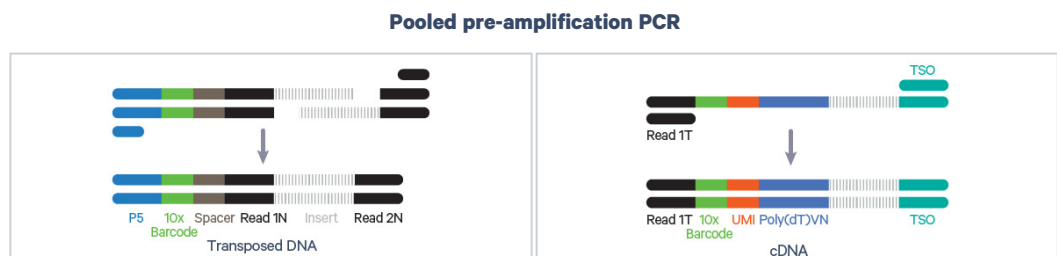 Pooled pre-amplification PCR
P5
10x
Barcode
Spacer
Read 1N
Insert
Read 2N
Transposed DNA
TSO
Read 1T
Read 1T
10x
Barcode
UMI
Poly(dT)VN
TSO
cDNA